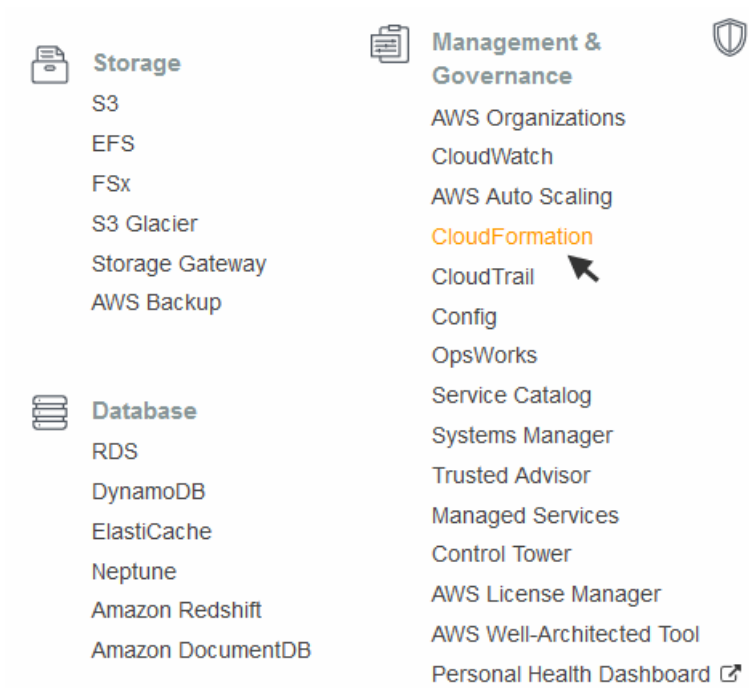 Storage
S3
EFS
FSx
S3 Glacier
Storage Gateway
AWS Backup
Database
RDS
DynamoDB
ElastiCache
Neptune
Amazon Redshift
Amazon DocumentDB
Management &
Governance
AWS Organizations
CloudWatch
AWS Auto Scaling
CloudFormation
CloudTrail
Config
OpsWorks
Service Catalog
Systems Manager
Trusted Advisor
Managed Services
Control Tower
AWS License Manager
AWS Well-Architected Tool
Personal Health Dashboard